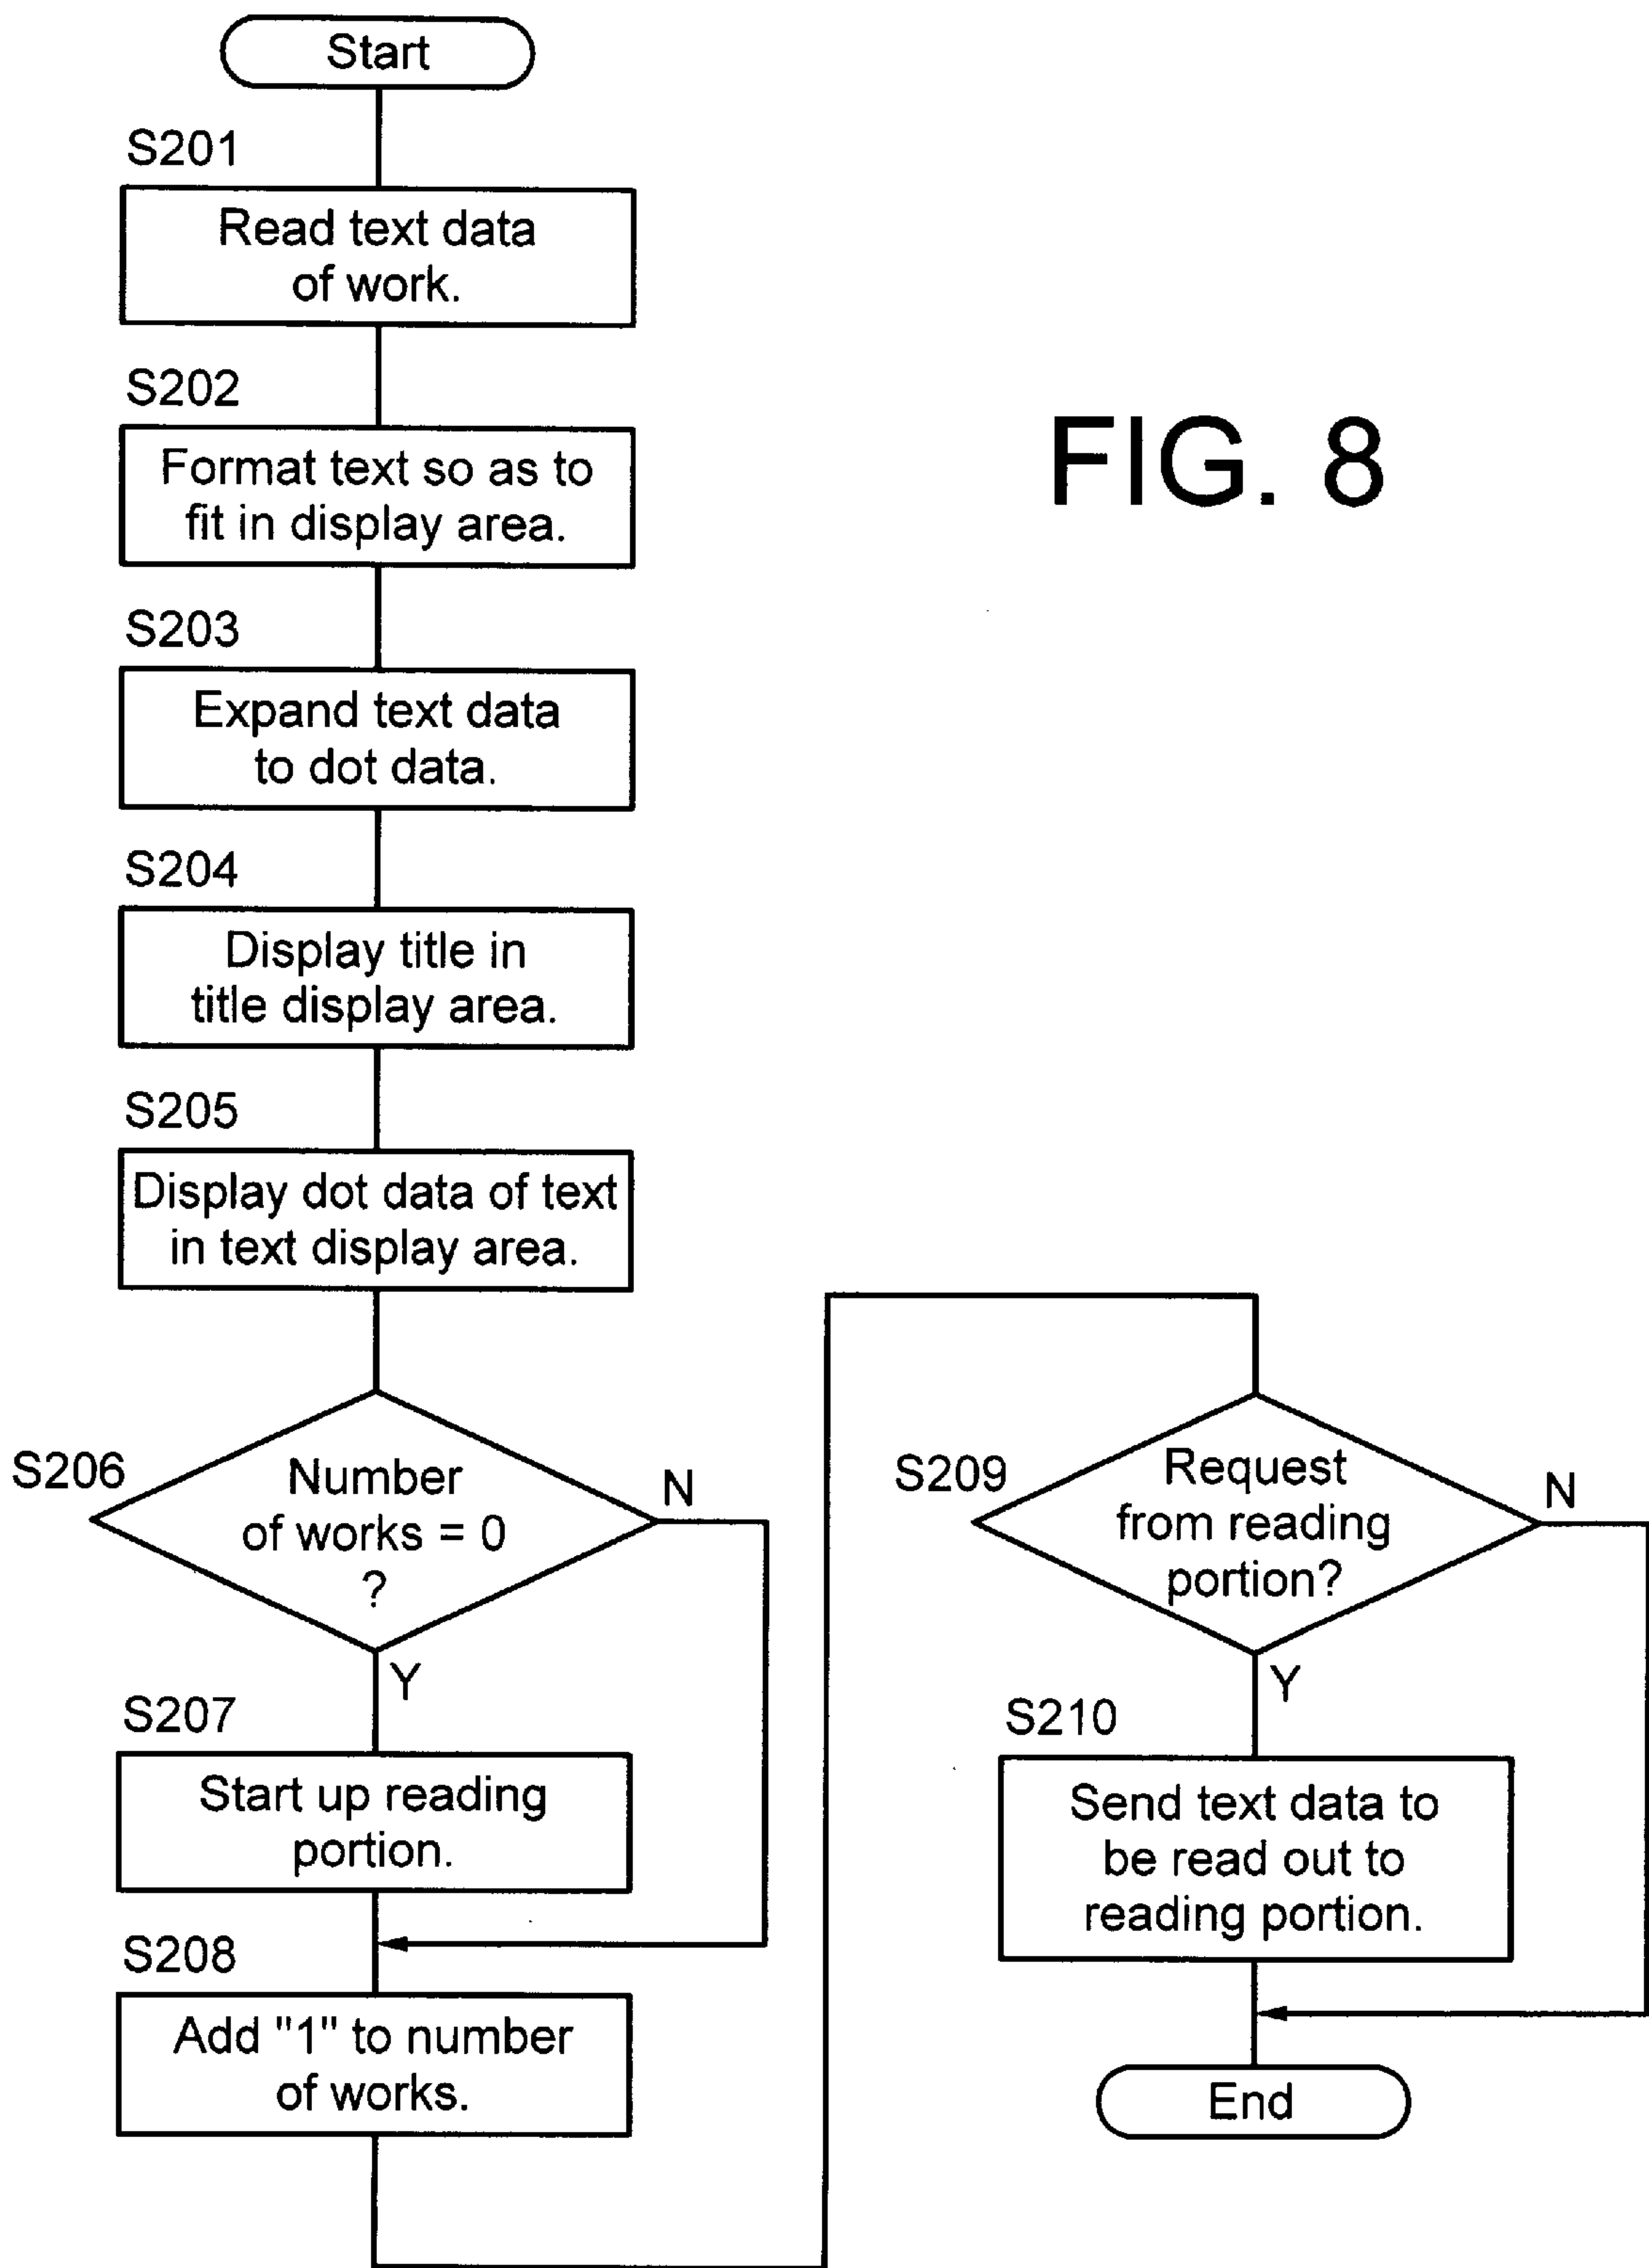 Start
S201
Read text data
of work.
S202
Format text so as to
fit in display area.
S203
Expand text data
to dot data.
S204
Display title in
title display area.
S205
Display dot data of text
in text display area.
S206
Number
of works = 0
?
N
Y
S207
Start up reading
portion.
S208
Add "1" to number
of works.
FIG. 8
S209
Request
from reading
portion?
N
Y
S210
Send text data to
be read out to
reading portion.
End